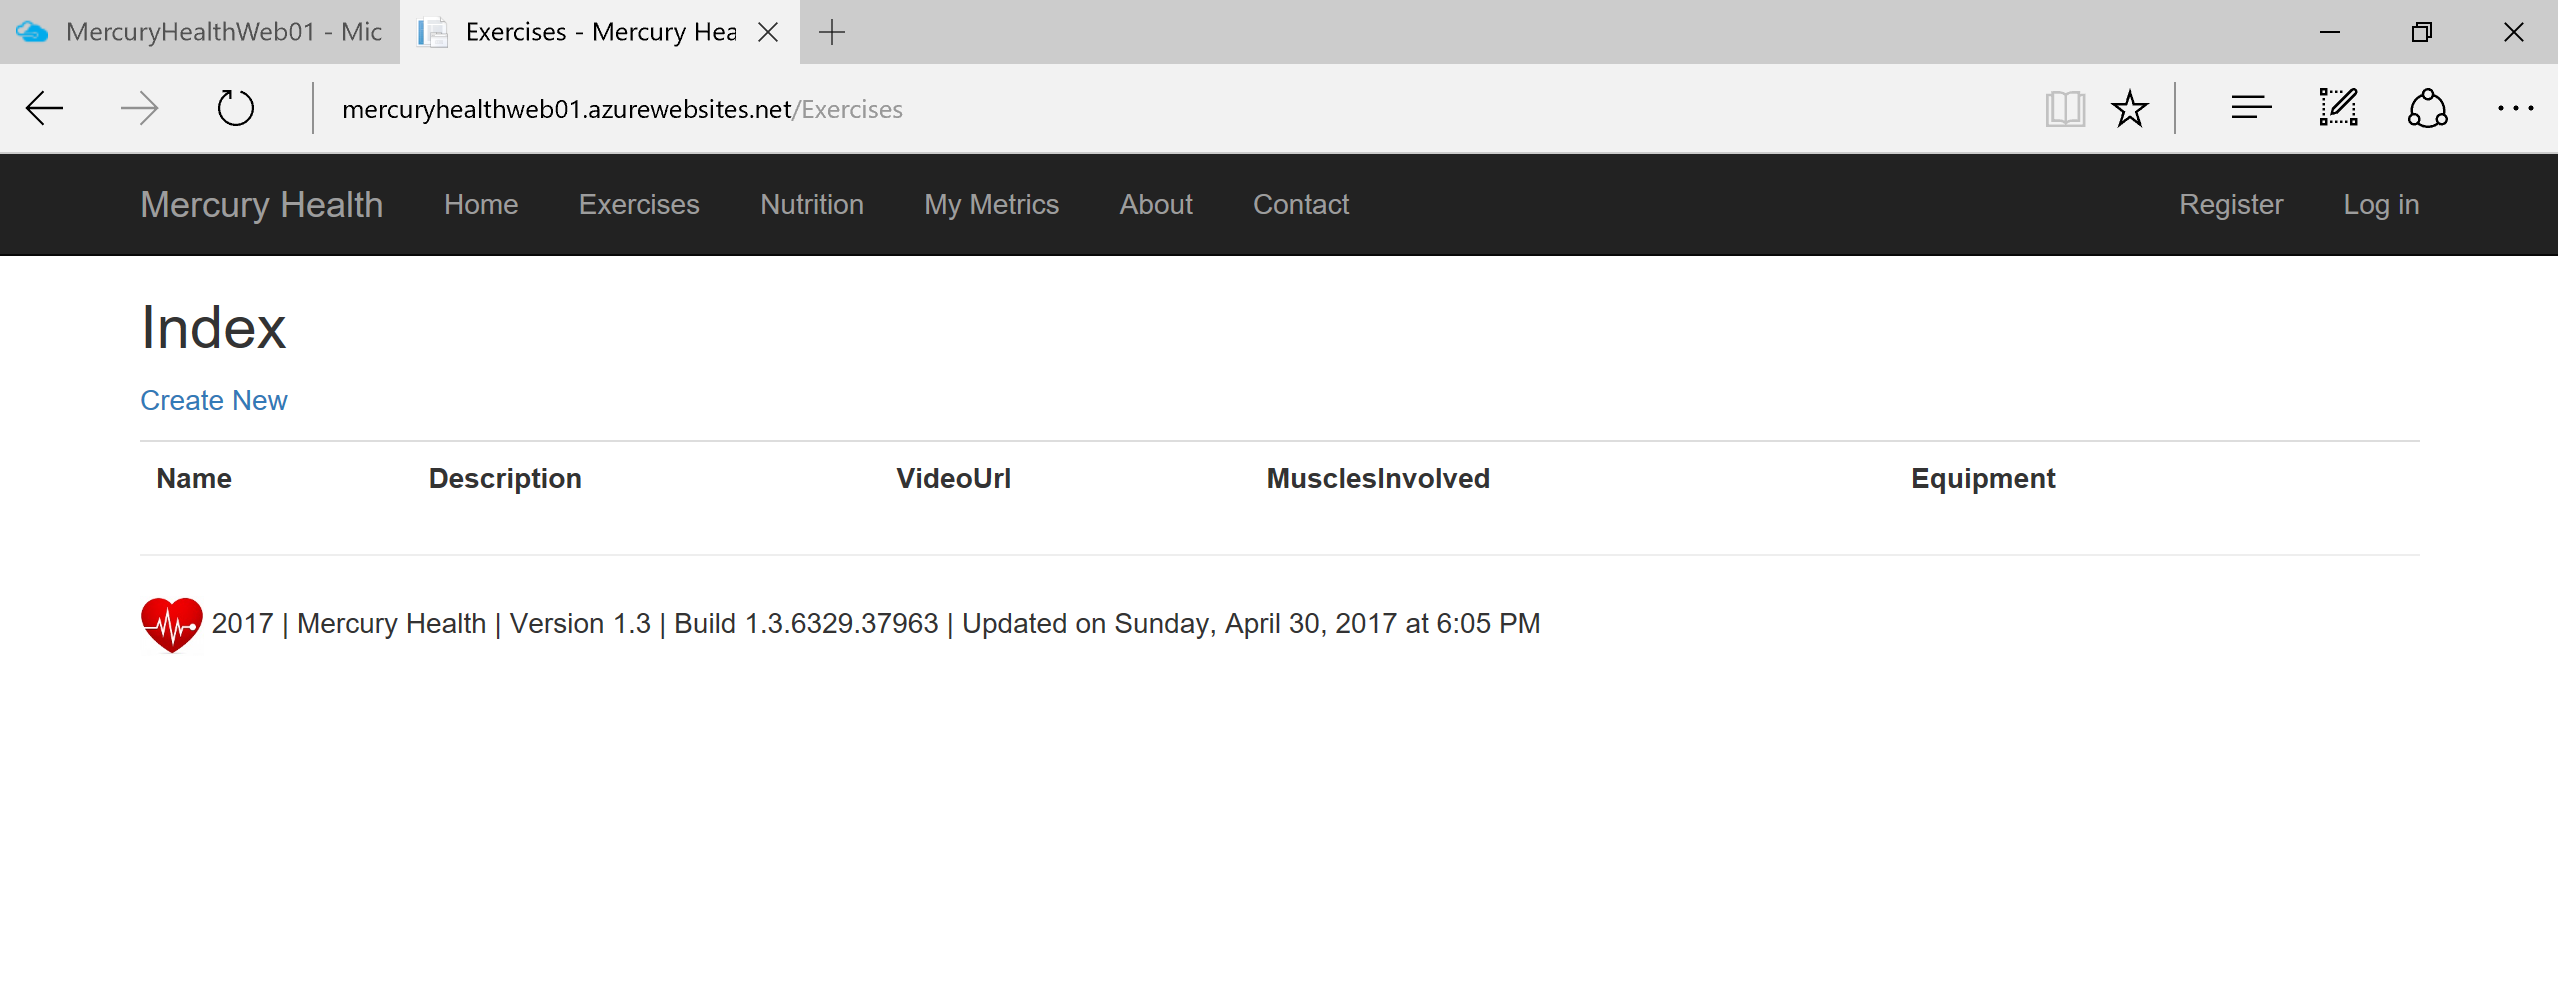 MercuryHealthWeb01 - Mic
Exercises - Mercury Hea
mercuryhealthweb01.azurewebsites.net/Exercises
Mercury Health Home Exercises Nutrition My Metrics About Contact Register Log in
Index
Create New
Name Description VideoUrl MusclesInvolved Equipment
2017 | Mercury Health | Version 1.3 | Build 1.3.6329.37963 | Updated on Sunday, April 30, 2017 at 6:05 PM